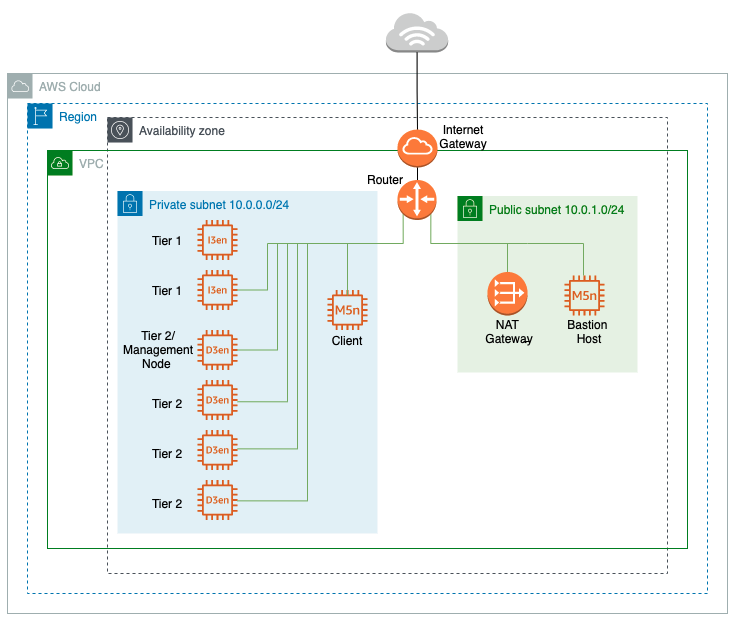 AWS Cloud
Region
Availability zone
Internet
Gateway
VPC
Router
Private subnet 10.0.0.0/24
Public subnet 10.0.1.0/24
Tier 1
I3en
Tier 1
I3en
M5n
Client
NAT
Gateway
M5n
Bastion
Host
Tier 2/
Management
Node
D3en
Tier 2
D3en
Tier 2
D3en
Tier 2
D3en